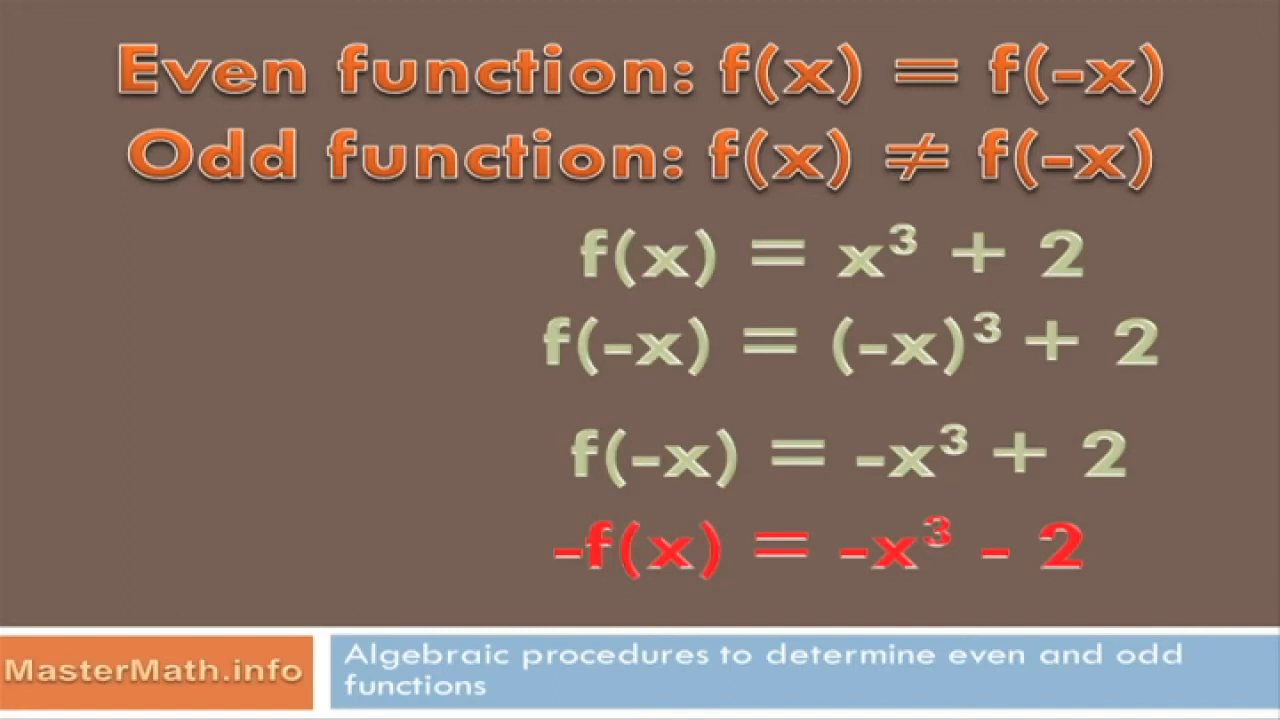 Even function: f(x) = f(-x)
Odd function: f(x) ≠ f(-x)
f(x) = x³ + 2
f(-x) = (-x)³ + 2
f(-x) = -x³ + 2
-f(x) = -x³ - 2
MasterMath.info
Algebraic procedures to determine even and odd
functions